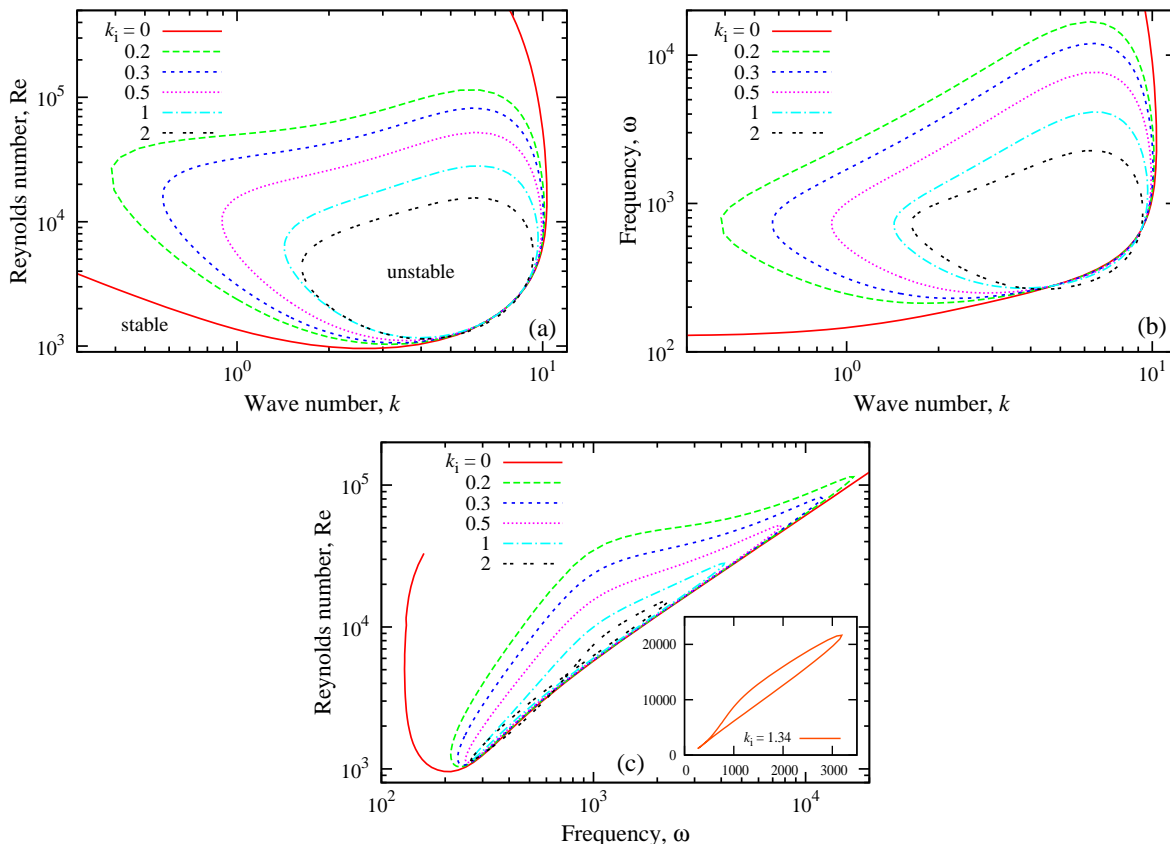 k_i = 0
0.2
0.3
0.5
1
2
10^5
10^4
10^3
Reynolds number, Re
unstable
stable
(a)
10^0
10^1
Wave number, k
k_i = 0
0.2
0.3
0.5
1
2
10^4
10^3
10^2
Frequency, ω
(b)
10^0
10^1
Wave number, k
k_i = 0
0.2
0.3
0.5
1
2
10^5
10^4
10^3
Reynolds number, Re
20000
10000
0
k_i = 1.34
0 1000 2000 3000
(c)
10^2
10^3
10^4
Frequency, ω